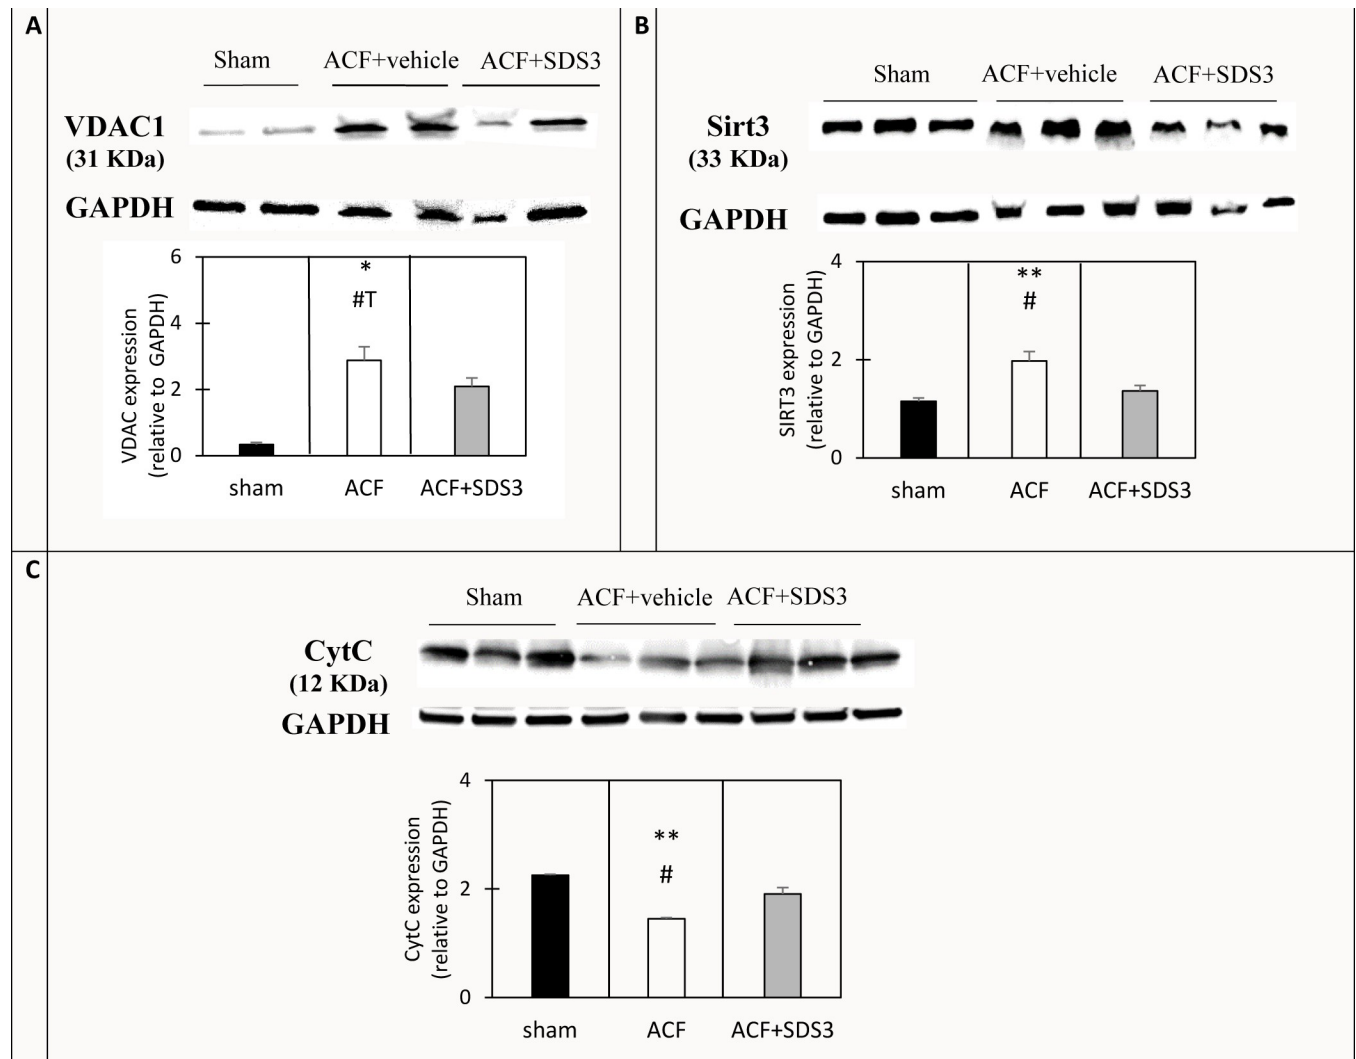 A
Sham
ACF+vehicle
ACF+SDS3
VDAC1
(31 KDa)
GAPDH
6
4
2
0
VDAC expression
(relative to GAPDH)
*
#T
sham
ACF
ACF+SDS3
B
Sham
ACF+vehicle
ACF+SDS3
Sirt3
(33 KDa)
GAPDH
4
2
0
SIRT3 expression
(relative to GAPDH)
**
#
sham
ACF
ACF+SDS3
C
Sham
ACF+vehicle
ACF+SDS3
CytC
(12 KDa)
GAPDH
4
2
0
CytC expression
(relative to GAPDH)
**
#
sham
ACF
ACF+SDS3